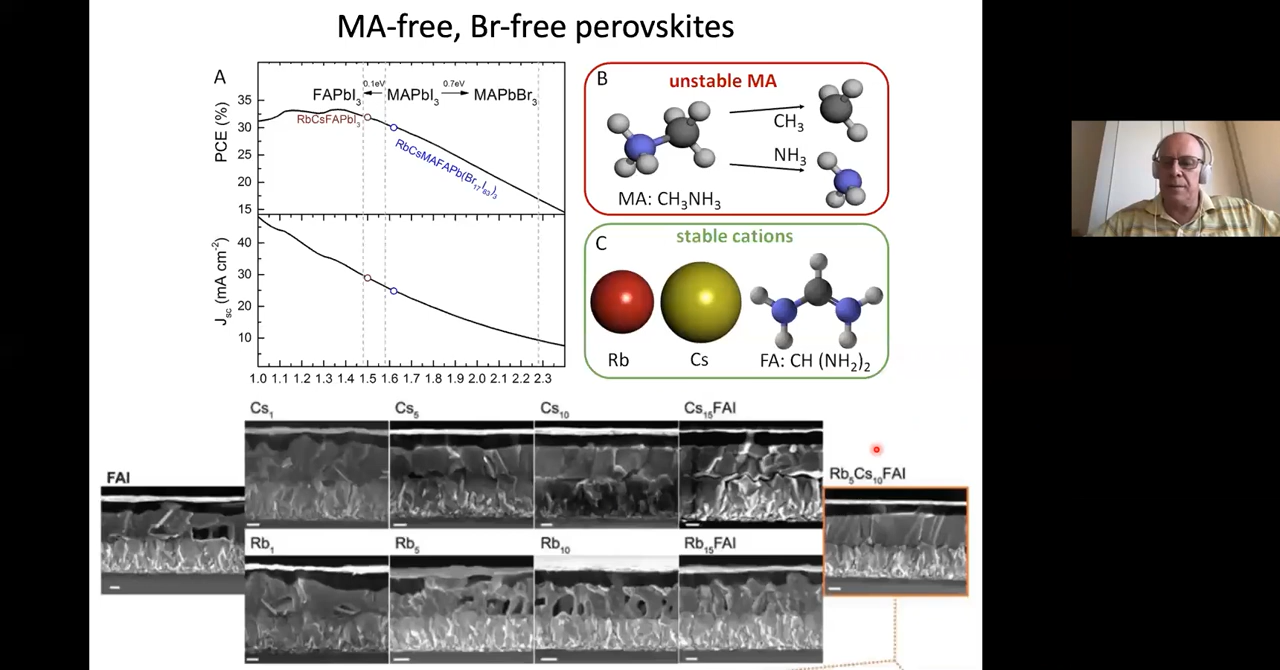 MA-free, Br-free perovskites
A
0.1eV
0.7eV
FAPbI3
MAPbI3
MAPbBr3
RbCsFAPbI3
RbCsMAFAPb(Br17I83)3
PCE (%)
35
30
25
20
15
Jsc (mA cm-2)
40
30
20
10
1.0 1.1 1.2 1.3 1.4 1.5 1.6 1.7 1.8 1.9 2.0 2.1 2.2 2.3
B
unstable MA
CH3
NH3
MA: CH3NH3
C
stable cations
Rb
Cs
FA: CH (NH2)2
Cs1
Cs5
Cs10
Cs15FAI
FAI
Rb5Cs10FAI
Rb1
Rb5
Rb10
Rb15FAI